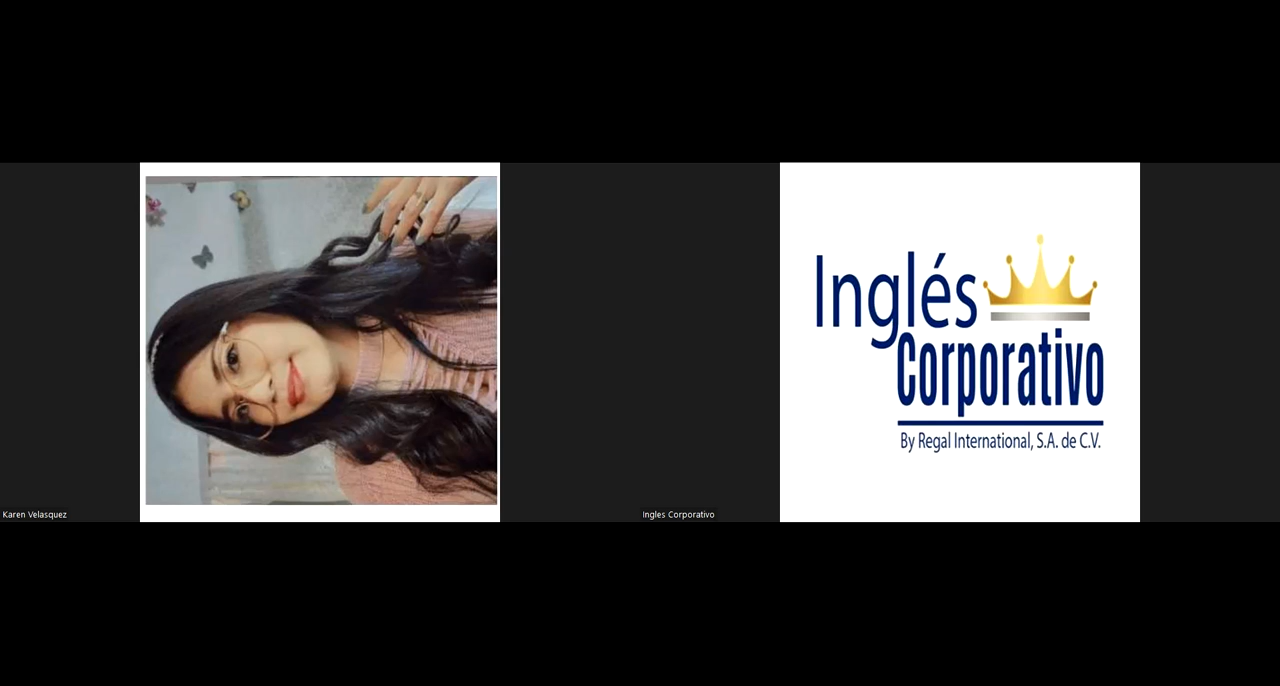 Inglés
Corporativo
By Regal International, S.A. de C.V.
Karen Velasquez
Ingles Corporativo